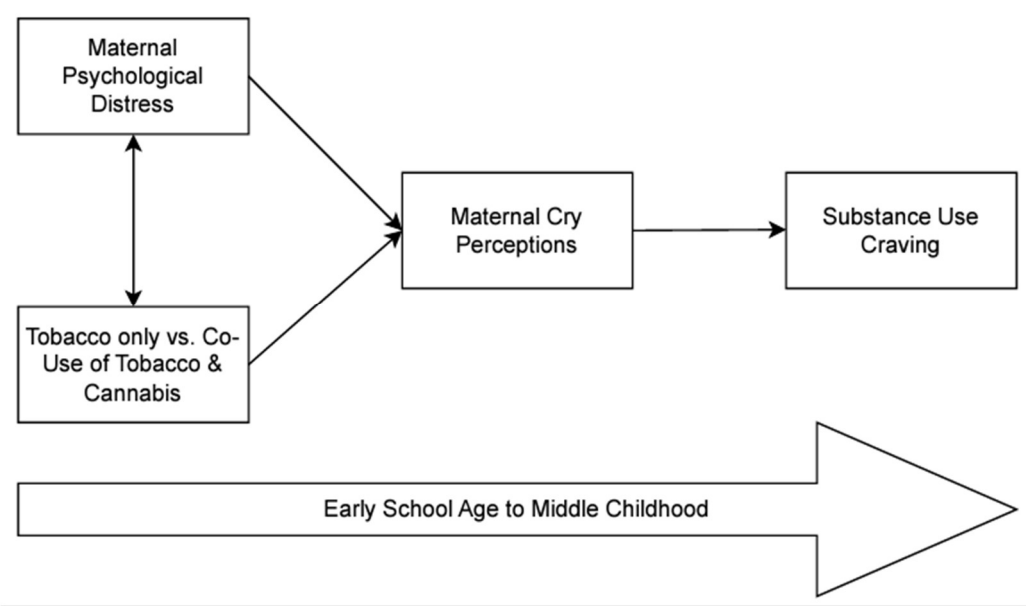 Maternal
Psychological
Distress
Maternal Cry
Perceptions
Substance Use
Craving
Tobacco only vs. Co-
Use of Tobacco &
Cannabis
Early School Age to Middle Childhood